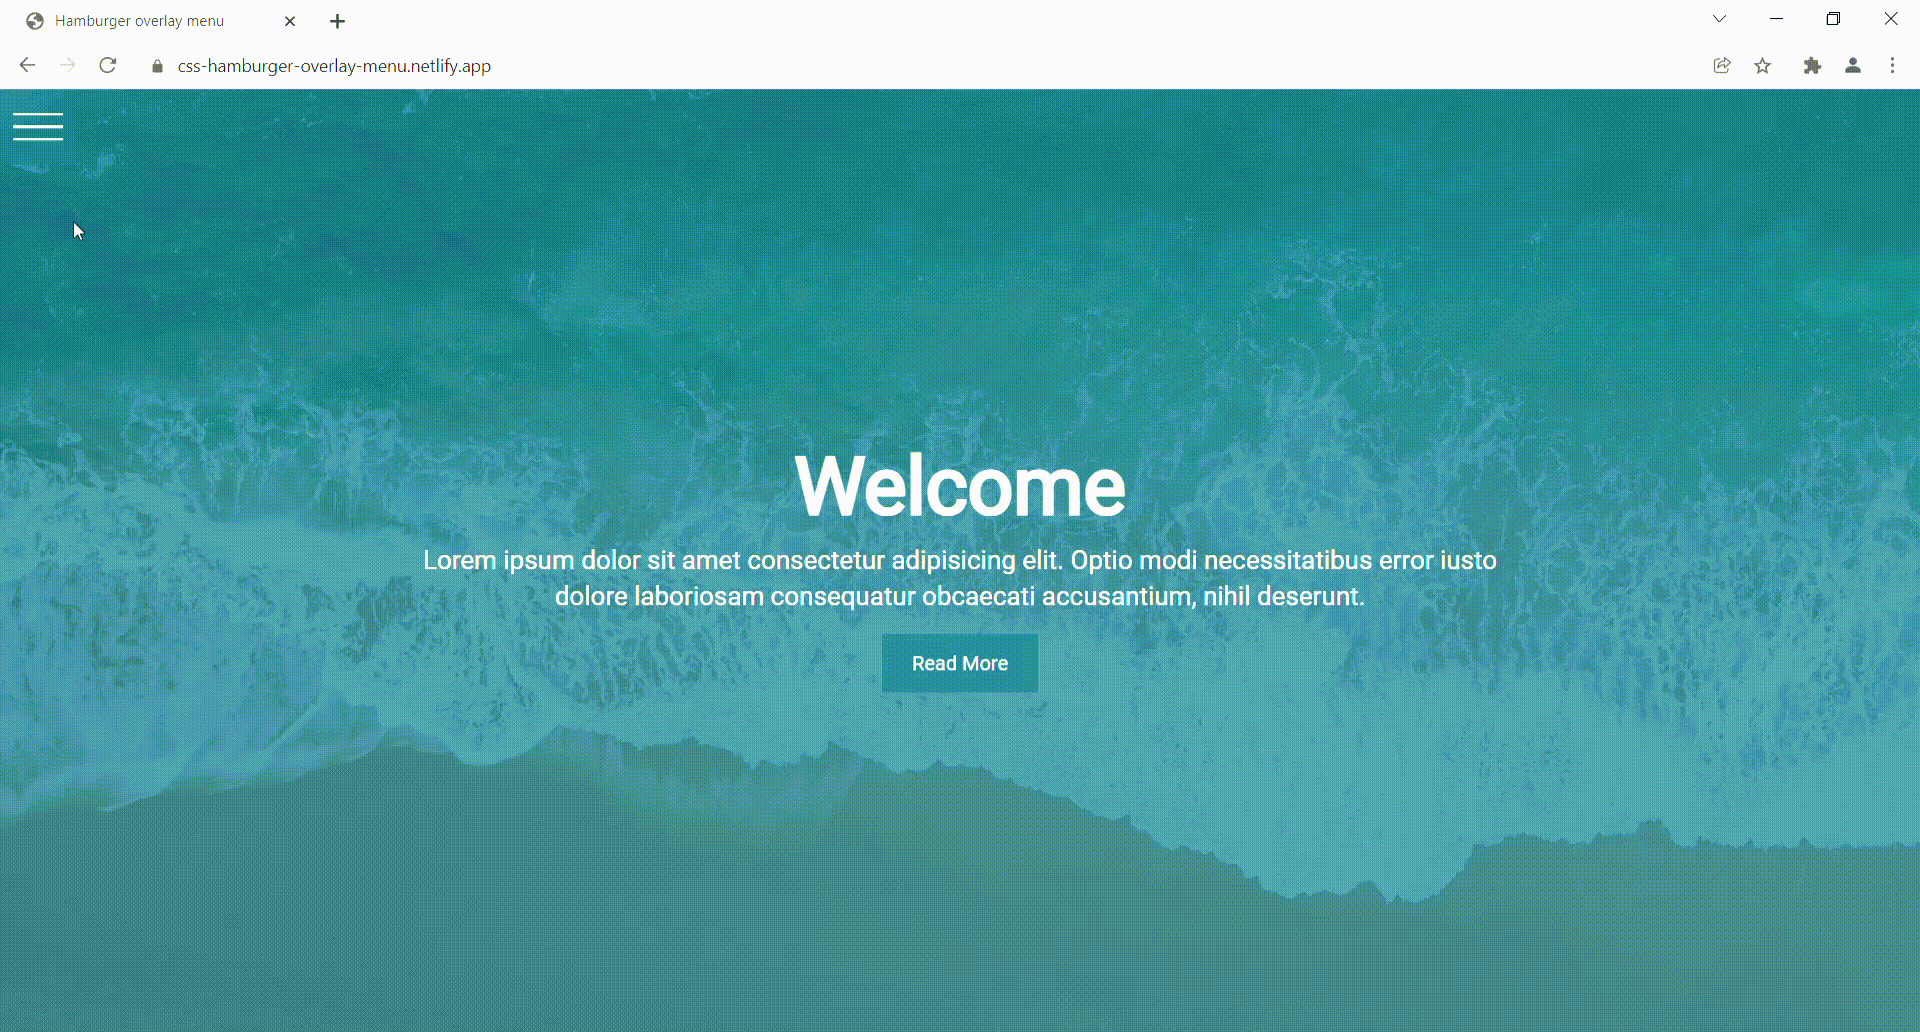 Hamburger overlay menu
css-hamburger-overlay-menu.netlify.app
Welcome
Lorem ipsum dolor sit amet consectetur adipisicing elit. Optio modi necessitatibus error iusto
dolore laboriosam consequatur obcaecati accusantium, nihil deserunt.
Read More